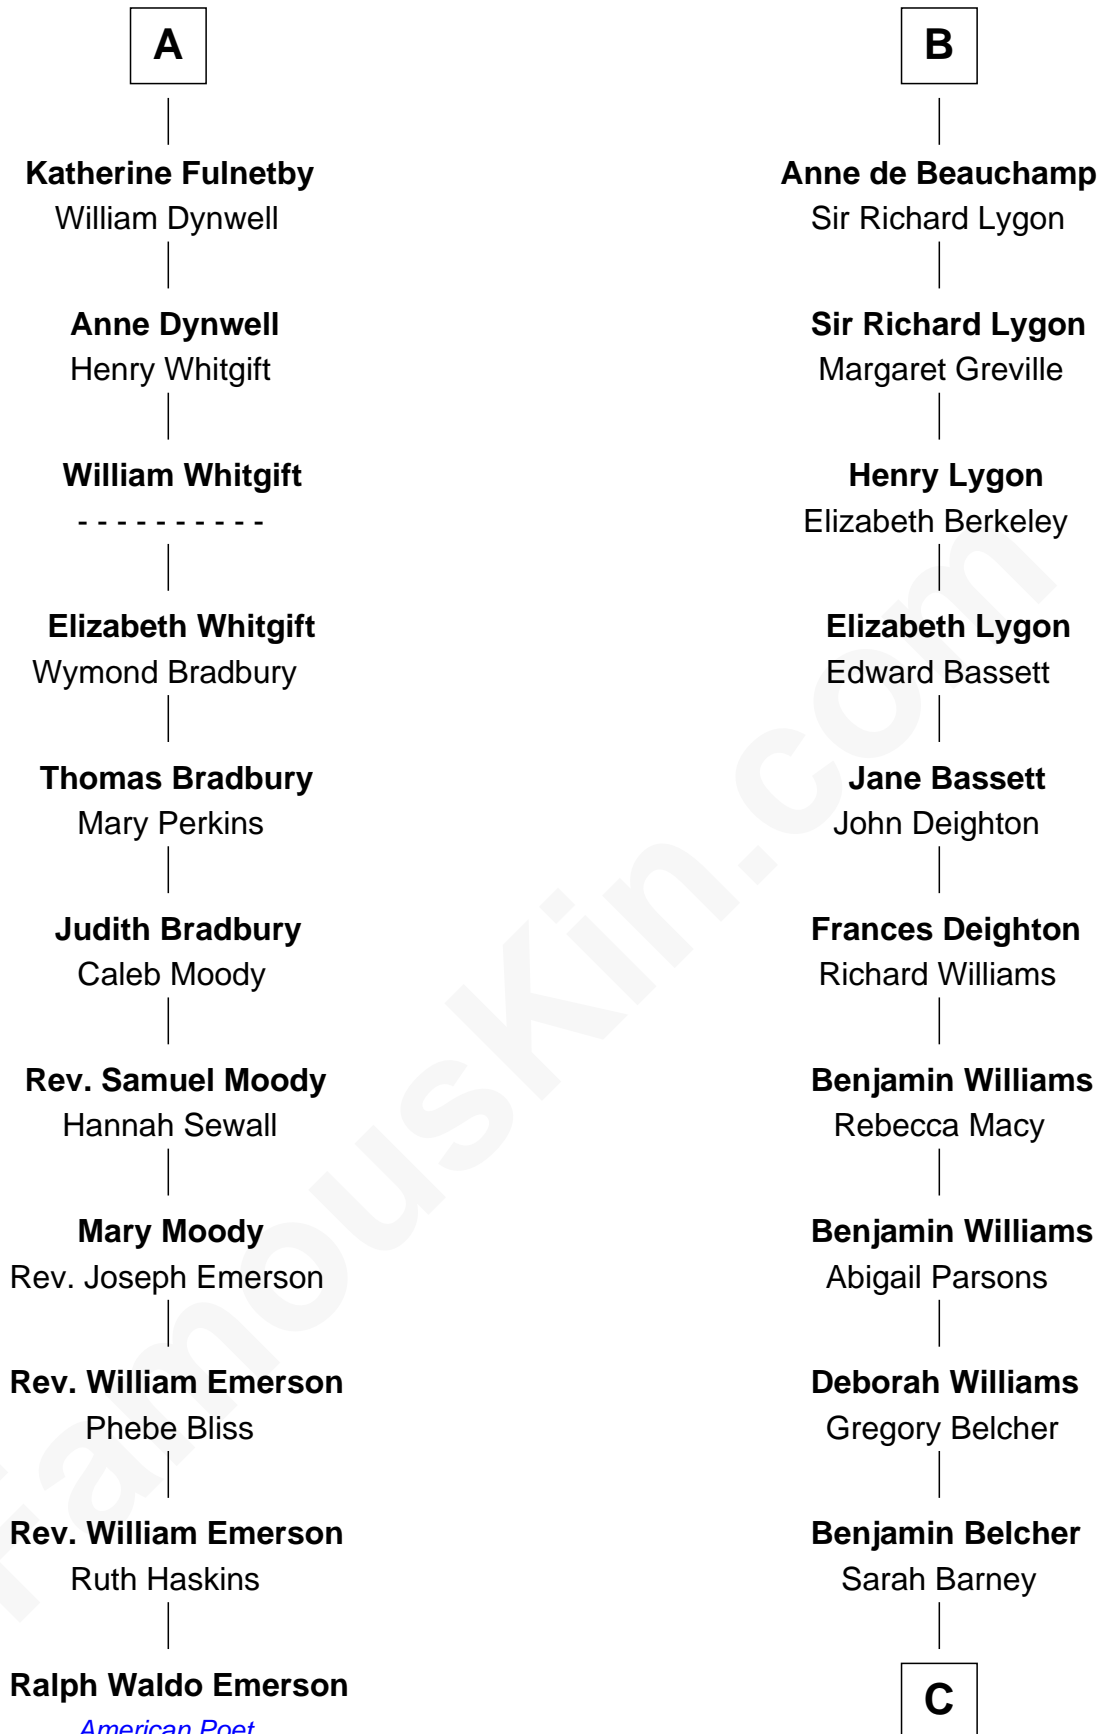 A
Katherine Fulnetby
William Dynwell
Anne Dynwell
Henry Whitgift
William Whitgift
- - - - - - - - - -
Elizabeth Whitgift
Wymond Bradbury
Thomas Bradbury
Mary Perkins
Judith Bradbury
Caleb Moody
Rev. Samuel Moody
Hannah Sewall
Mary Moody
Rev. Joseph Emerson
Rev. William Emerson
Phebe Bliss
Rev. William Emerson
Ruth Haskins
Ralph Waldo Emerson
American Poet
B
Anne de Beauchamp
Sir Richard Lygon
Sir Richard Lygon
Margaret Greville
Henry Lygon
Elizabeth Berkeley
Elizabeth Lygon
Edward Bassett
Jane Bassett
John Deighton
Frances Deighton
Richard Williams
Benjamin Williams
Rebecca Macy
Benjamin Williams
Abigail Parsons
Deborah Williams
Gregory Belcher
Benjamin Belcher
Sarah Barney
C
FamousKin.com